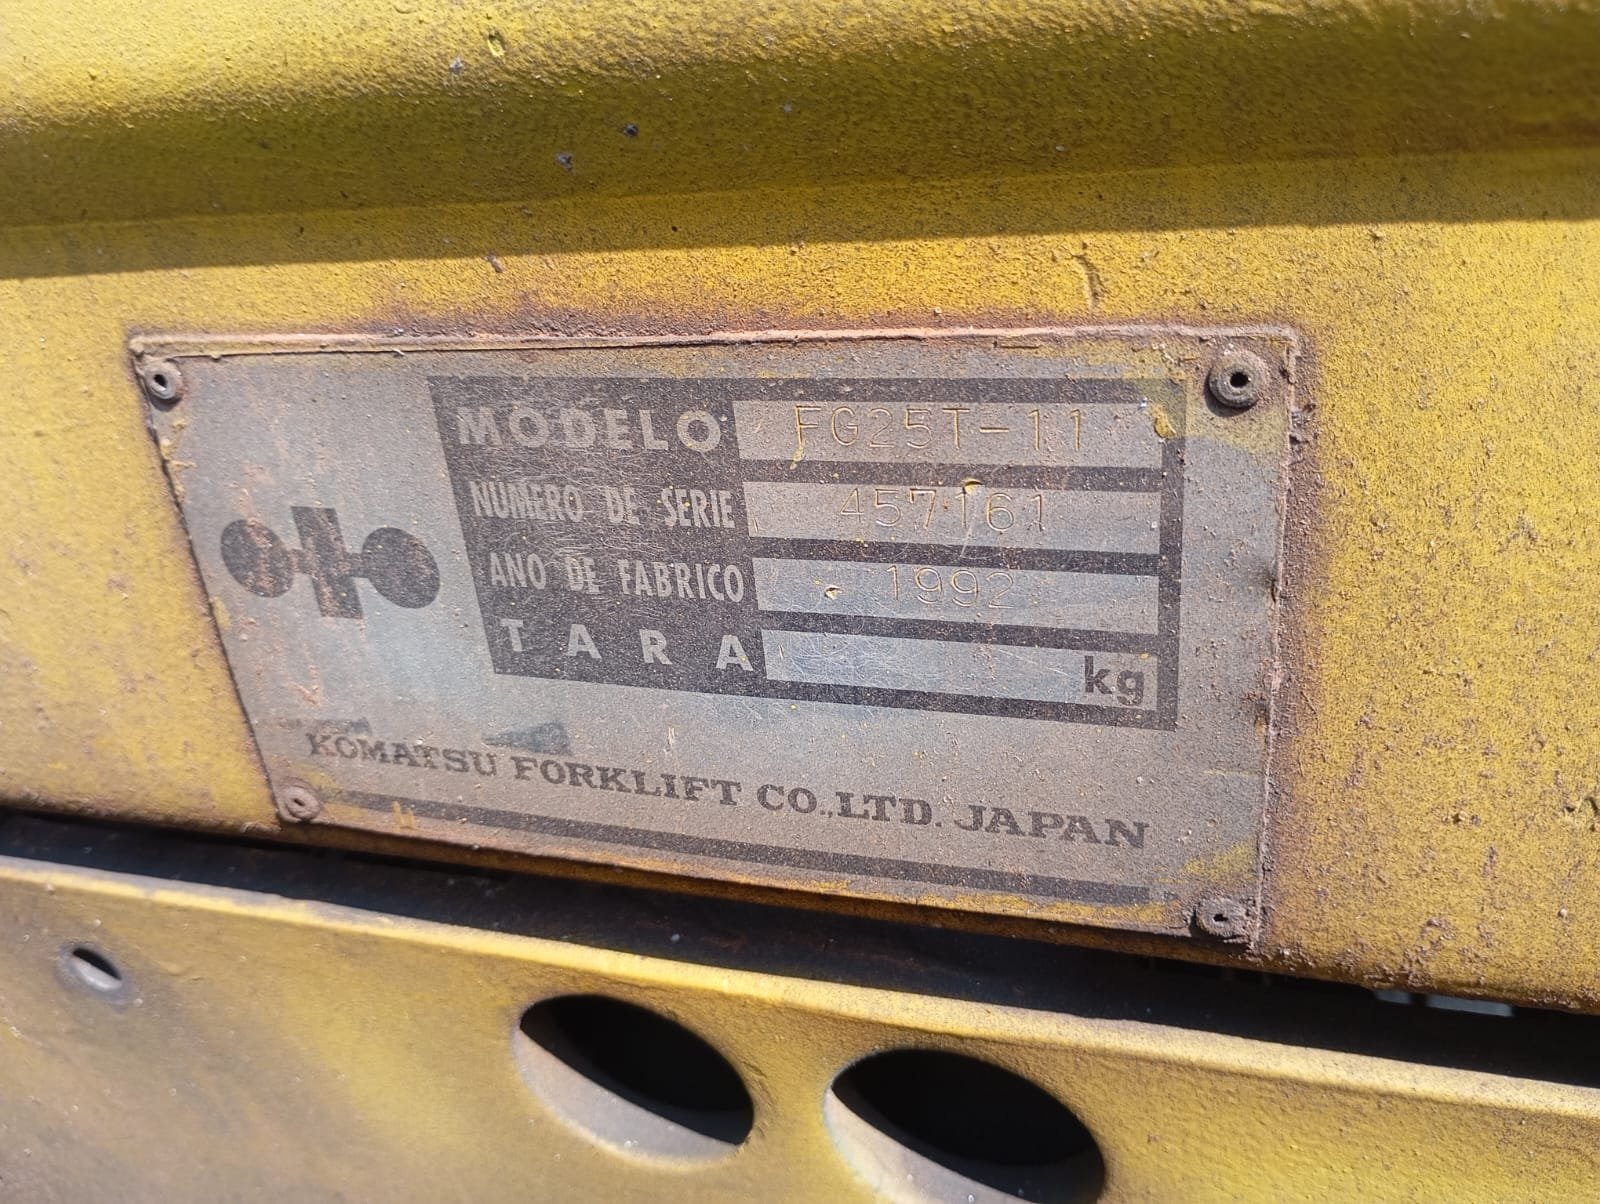 MODELO FG25T-11
NUMERO DE SERIE 457161
ANO DE FABRICO 1992
TARA kg
KOMATSU FORKLIFT CO.,LTD. JAPAN